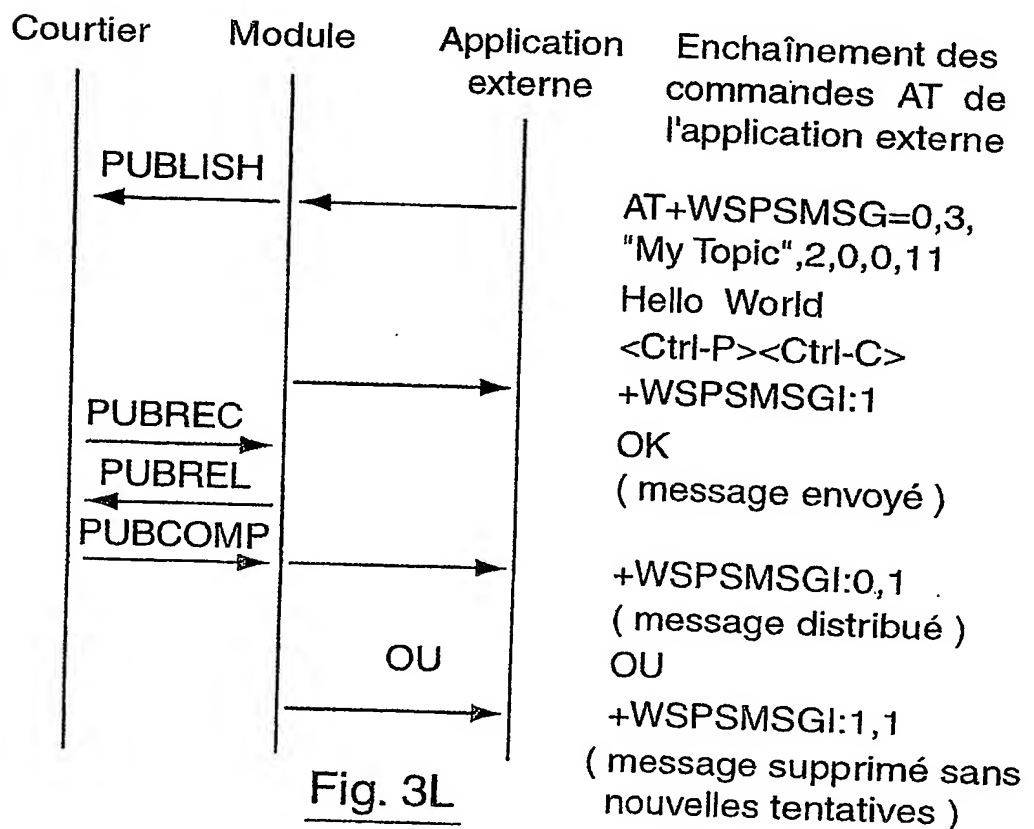 Courtier
Module
Application
externe
Enchaînement des
commandes AT de
l'application externe
PUBLISH
AT+WSPSMSG=0,3,
"My Topic",2,0,0,11
Hello World
<Ctrl-P><Ctrl-C>
+WSPSMSGI:1
PUBREC
OK
PUBREL
( message envoyé )
PUBCOMP
+WSPSMSGI:0,1
( message distribué )
OU
OU
+WSPSMSGI:1,1
( message supprimé sans
nouvelles tentatives )
Fig. 3L